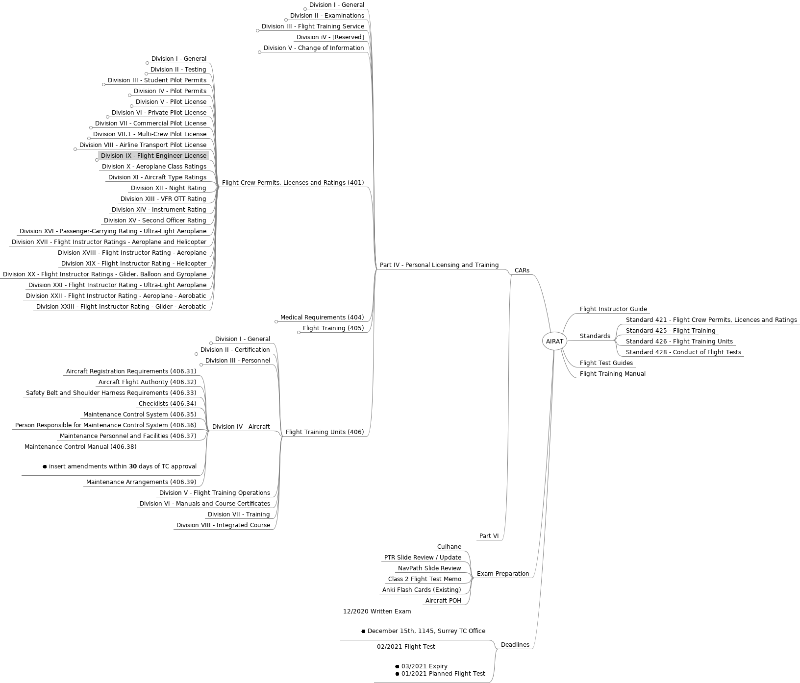 Division I - General
Division II - Examinations
Division III - Flight Training Service
Division IV - [Reserved]
Division V - Change of Information
Division I - General
Division II - Testing
Division III - Student Pilot Permits
Division IV - Pilot Permits
Division V - Pilot License
Division VI - Private Pilot License
Division VII - Commercial Pilot License
Division VII.I - Multi-Crew Pilot License
Division VIII - Airline Transport Pilot License
Division IX - Flight Engineer License
Division X - Aeroplane Class Ratings
Division XI - Aircraft Type Ratings
Division XII - Night Rating
Division XIII - VFR OTT Rating
Division XIV - Instrument Rating
Division XV - Second Officer Rating
Division XVI - Passenger-Carrying Rating - Ultra-Light Aeroplane
Division XVII - Flight Instructor Ratings - Aeroplane and Helicopter
Division XVIII - Flight Instructor Rating - Aeroplane
Division XIX - Flight Instructor Rating - Helicopter
Division XX - Flight Instructor Ratings - Glider, Balloon and Gyroplane
Division XXI - Flight Instructor Rating - Ultra-Light Aeroplane
Division XXII - Flight Instructor Rating - Aeroplane - Aerobatic
Division XXIII - Flight Instructor Rating - Glider - Aerobatic
Flight Crew Permits, Licenses and Ratings (401)
Medical Requirements (404)
Flight Training (405)
Division I - General
Division II - Certification
Division III - Personnel
Aircraft Registration Requirements (406.31)
Aircraft Flight Authority (406.32)
Safety Belt and Shoulder Harness Requirements (406.33)
Checklists (406.34)
Maintenance Control System (406.35)
Person Responsible for Maintenance Control System (406.36)
Maintenance Personnel and Facilities (406.37)
Maintenance Control Manual (406.38)
● Insert amendments within 30 days of TC approval
Maintenance Arrangements (406.39)
Division IV - Aircraft
Division V - Flight Training Operations
Division VI - Manuals and Course Certificates
Division VII - Training
Division VIII - Integrated Course
Flight Training Units (406)
Part IV - Personal Licensing and Training
Part VI
CARs
Culhane
PTR Slide Review / Update
NavPath Slide Review
Class 2 Flight Test Memo
Anki Flash Cards (Existing)
Aircraft POH
Exam Preparation
12/2020 Written Exam
● December 15th, 1145, Surrey TC Office
02/2021 Flight Test
● 03/2021 Expiry
● 01/2021 Planned Flight Test
Deadlines
AIRAT
Flight Instructor Guide
Standards
Standard 421 - Flight Crew Permits, Licences and Ratings
Standard 425 - Flight Training
Standard 426 - Flight Training Units
Standard 428 - Conduct of Flight Tests
Flight Test Guides
Flight Training Manual